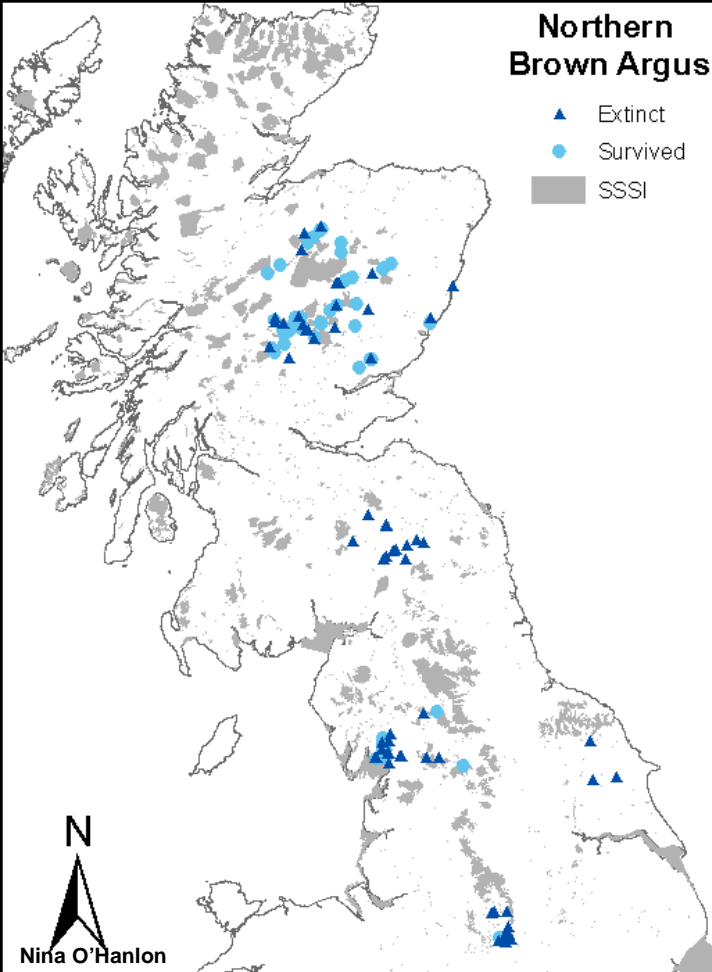 Northern
Brown Argus
Extinct
Survived
SSSI
N
Nina O'Hanlon